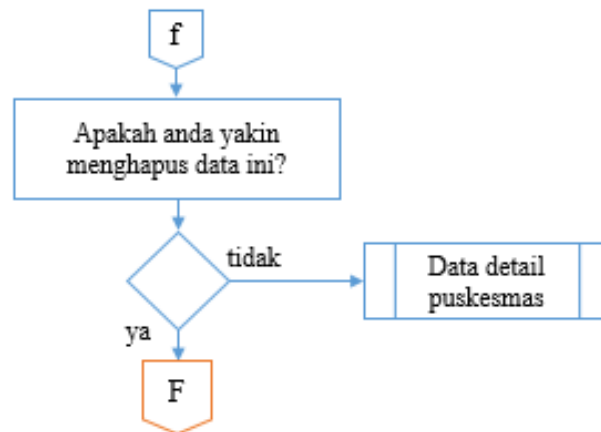 f
Apakah anda yakin
menghapus data ini?
tidak
Data detail
puskesmas
ya
F